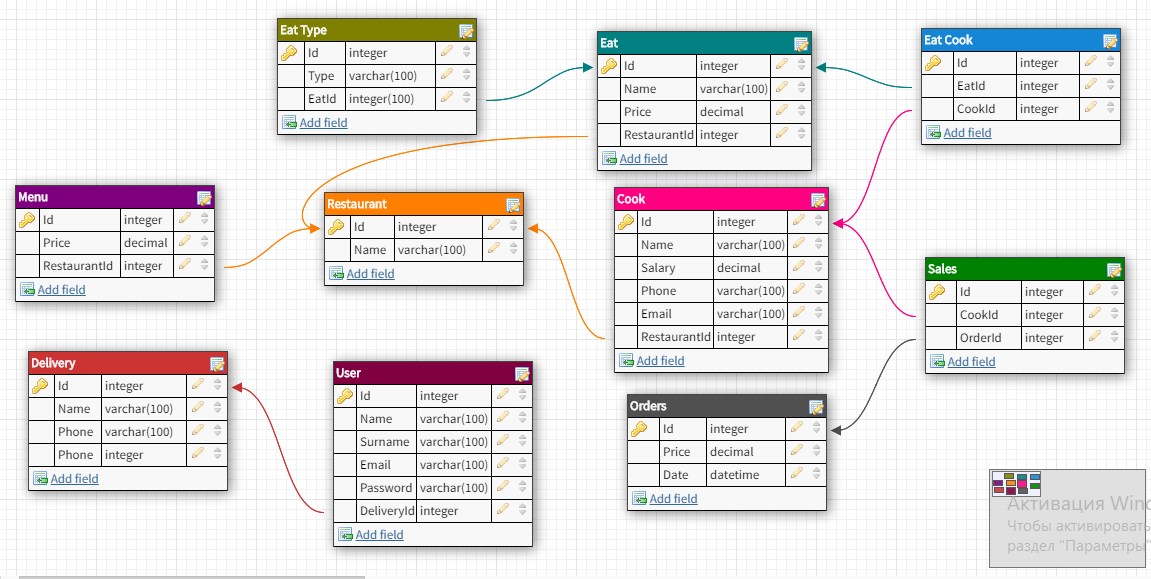 Eat Type
Id integer
Type varchar(100)
EatId integer(100)
Add field
Eat
Id integer
Name varchar(100)
Price decimal
RestaurantId integer
Add field
Eat Cook
Id integer
EatId integer
CookId integer
Add field
Menu
Id integer
Price decimal
RestaurantId integer
Add field
Restaurant
Id integer
Name varchar(100)
Add field
Cook
Id integer
Name varchar(100)
Salary decimal
Phone varchar(100)
Email varchar(100)
RestaurantId integer
Add field
Sales
Id integer
CookId integer
OrderId integer
Add field
Delivery
Id integer
Name varchar(100)
Phone varchar(100)
Phone integer
Add field
User
Id integer
Name varchar(100)
Surname varchar(100)
Email varchar(100)
Password varchar(100)
DeliveryId integer
Add field
Orders
Id integer
Price decimal
Date datetime
Add field
Активация Winc
Чтобы активировать
раздел "Параметры"